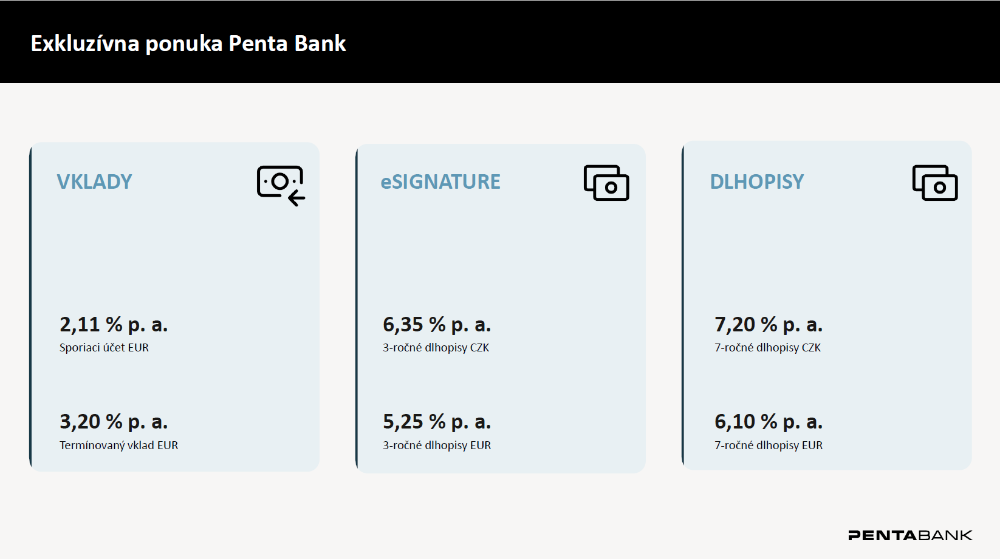 Exkluzívna ponuka Penta Bank
VKLADY
2,11 % p. a.
Sporiaci účet EUR
3,20 % p. a.
Termínovaný vklad EUR
eSIGNATURE
6,35 % p. a.
3-ročné dlhopisy CZK
5,25 % p. a.
3-ročné dlhopisy EUR
DLHOPISY
7,20 % p. a.
7-ročné dlhopisy CZK
6,10 % p. a.
7-ročné dlhopisy EUR
PENTABANK